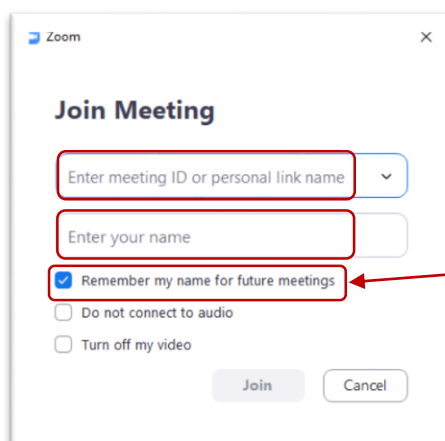 Zoom
Join Meeting
Enter meeting ID or personal link name
Enter your name
Remember my name for future meetings
Do not connect to audio
Turn off my video
Join Cancel